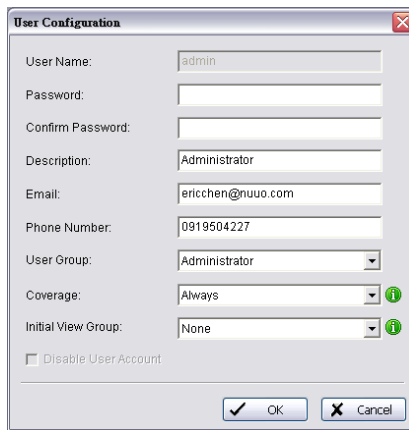 User Configuration
User Name: admin
Password:
Confirm Password:
Description: Administrator
Email: ericchen@nuuo.com
Phone Number: 0919504227
User Group: Administrator
Coverage: Always
Initial View Group: None
Disable User Account
OK Cancel